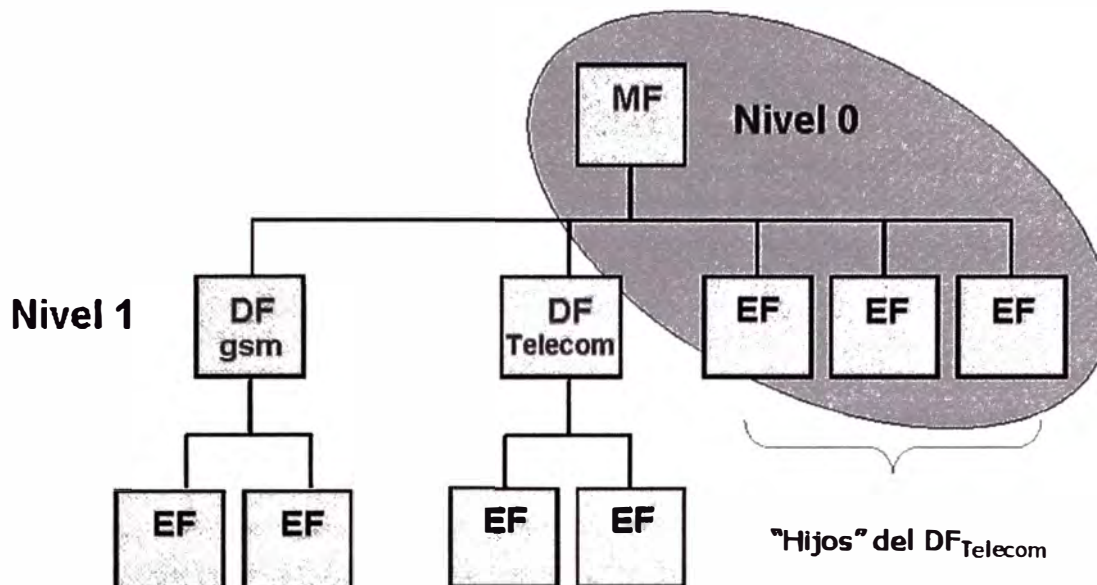 MF
Nivel 0
Nivel 1
DF
gsm
DF
Telecom
EF
EF
EF
EF
EF
EF
EF
"Hijos" del DFTelecom